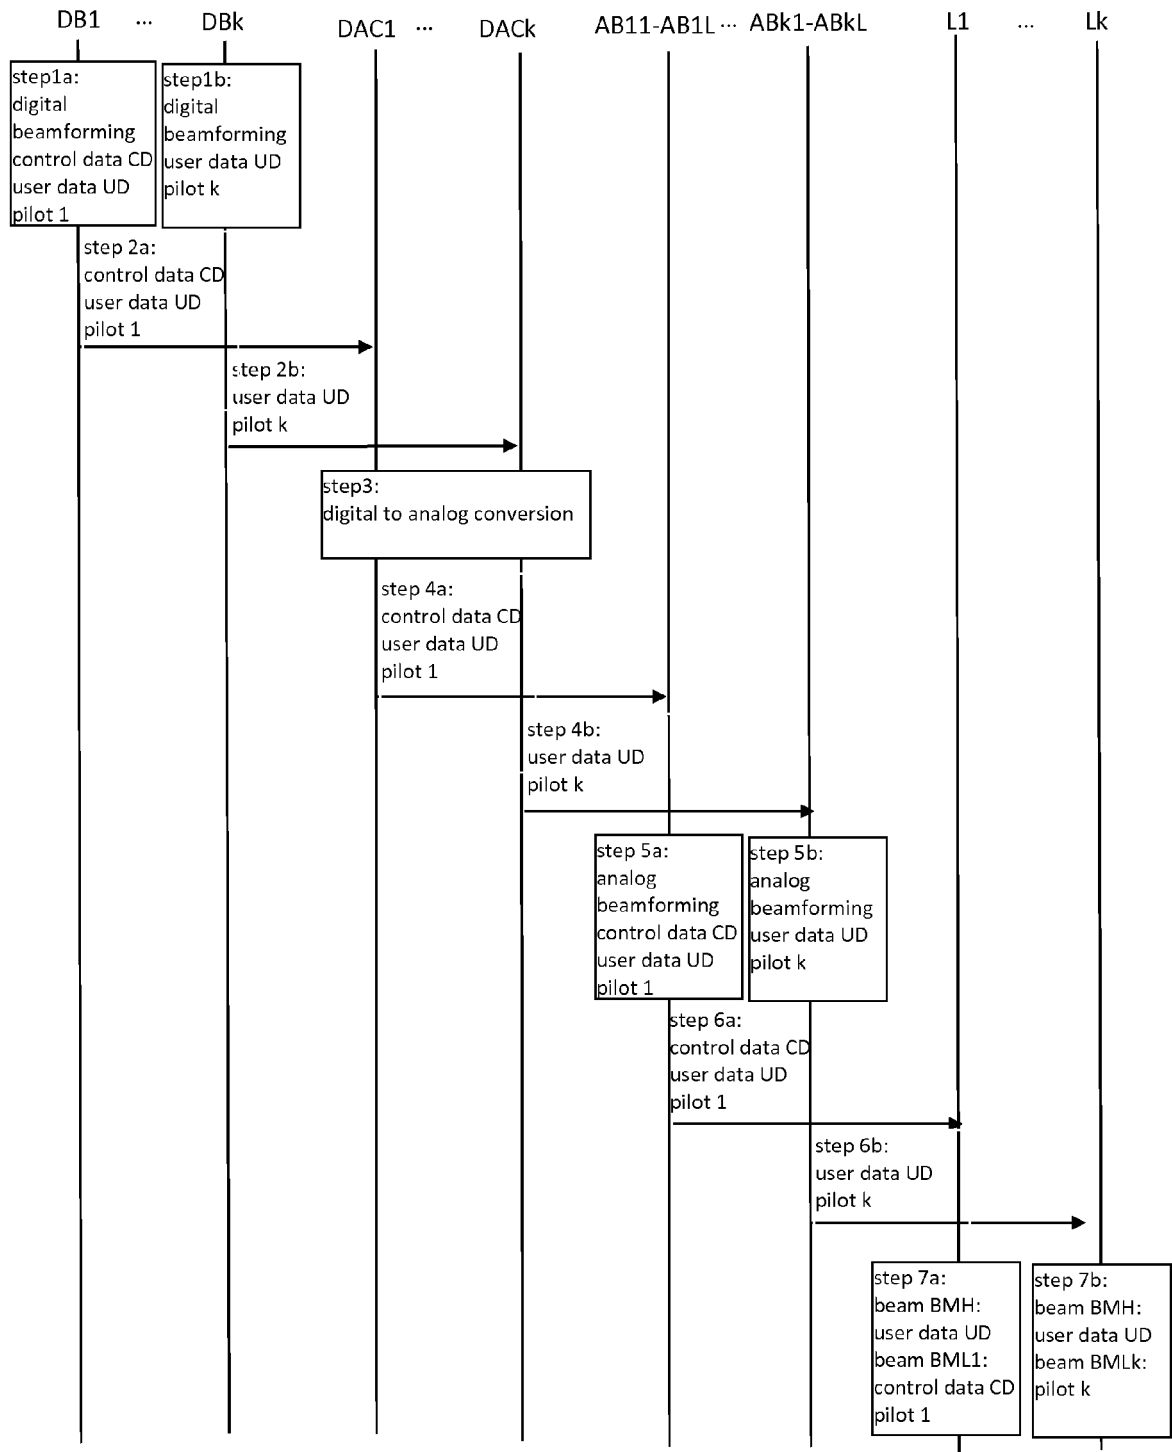 DB1 ... DBk DAC1 ... DACk AB11-AB1L ... ABk1-ABkL L1 ... Lk
step1a:
digital
beamforming
control data CD
user data UD
pilot 1
step1b:
digital
beamforming
user data UD
pilot k
step 2a:
control data CD
user data UD
pilot 1
step 2b:
user data UD
pilot k
step3:
digital to analog conversion
step 4a:
control data CD
user data UD
pilot 1
step 4b:
user data UD
pilot k
step 5a:
analog
beamforming
control data CD
user data UD
pilot 1
step 5b:
analog
beamforming
user data UD
pilot k
step 6a:
control data CD
user data UD
pilot 1
step 6b:
user data UD
pilot k
step 7a:
beam BMH:
user data UD
beam BML1:
control data CD
pilot 1
step 7b:
beam BMH:
user data UD
beam BMLk:
pilot k